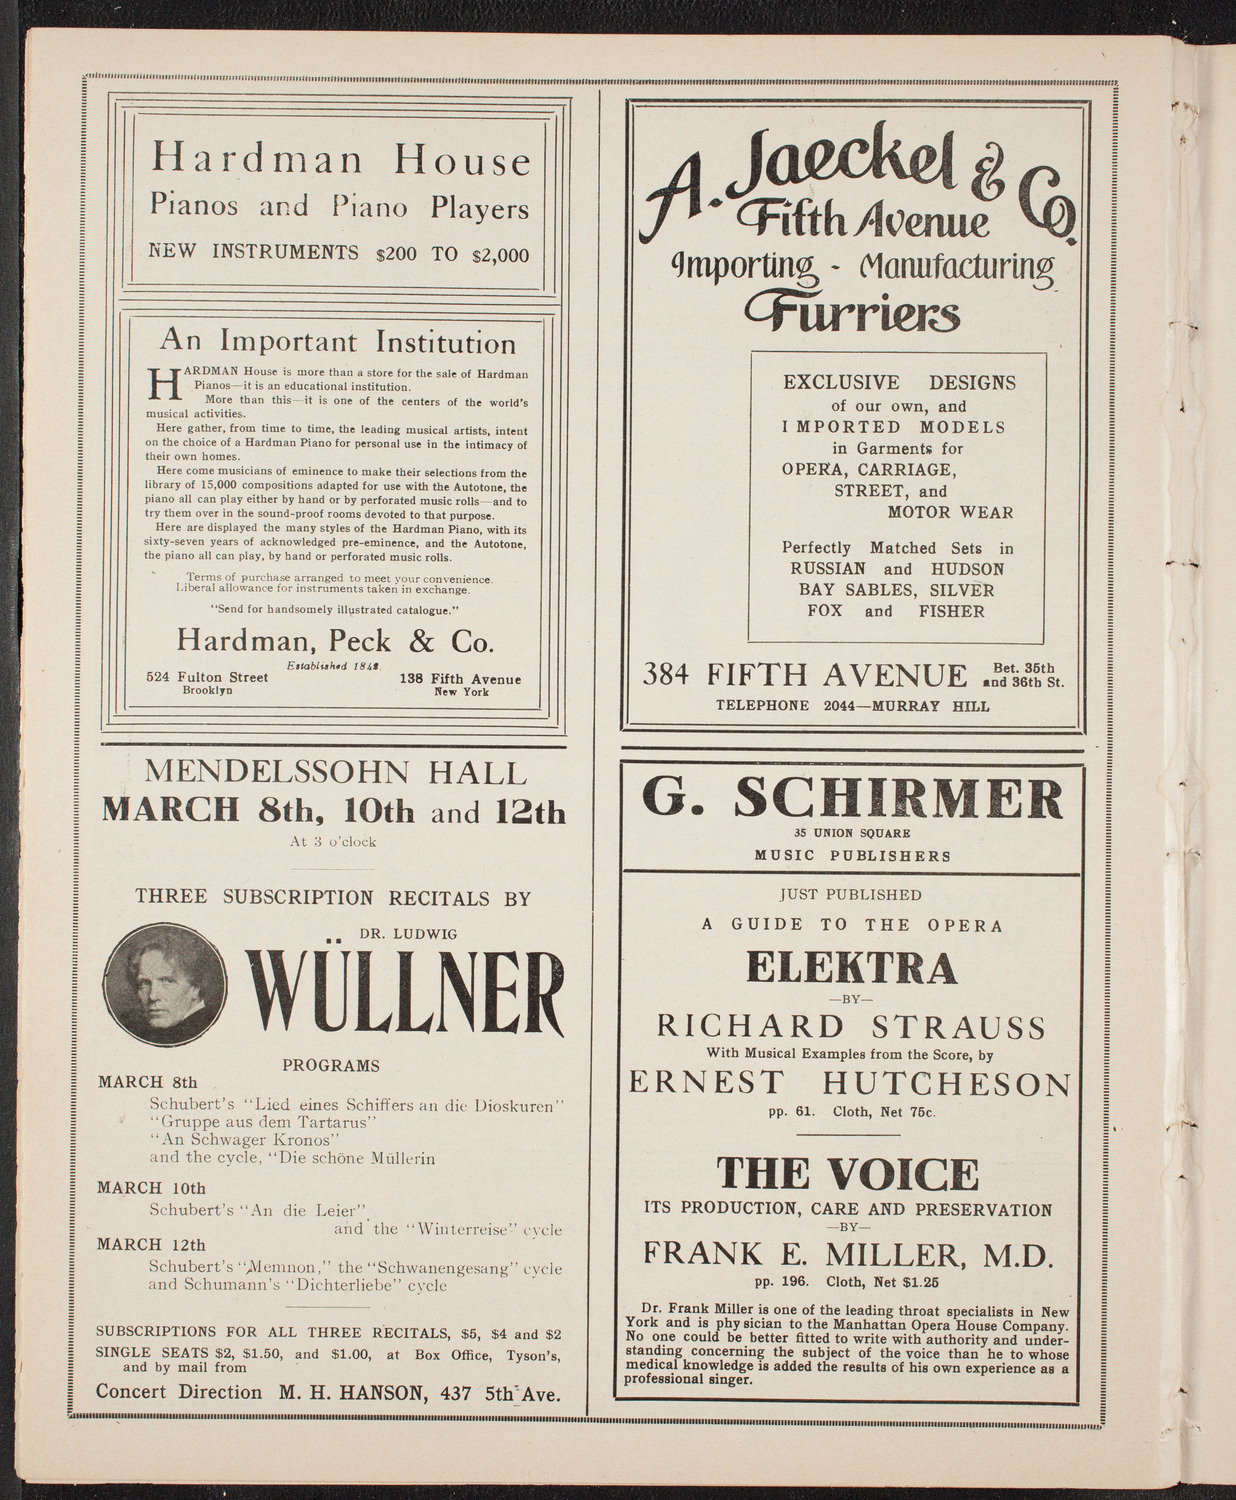 Hardman House
Pianos and Piano Players
NEW INSTRUMENTS $200 TO $2,000
An Important Institution
HARDMAN House is more than a store for the sale of Hardman
Pianos—it is an educational institution.
More than this—it is one of the centers of the world's
musical activities.
Here gather, from time to time, the leading musical artists, intent
on the choice of a Hardman Piano for personal use in the intimacy of
their own homes.
Here come musicians of eminence to make their selections from the
library of 15,000 compositions adapted for use with the Autotone, the
piano all can play either by hand or by perforated music rolls—and to
try them over in the sound-proof rooms devoted to that purpose.
Here are displayed the many styles of the Hardman Piano, with its
sixty-seven years of acknowledged pre-eminence, and the Autotone,
the piano all can play, by hand or perforated music rolls.
Terms of purchase arranged to meet your convenience.
Liberal allowance for instruments taken in exchange.
"Send for handsomely illustrated catalogue."
Hardman, Peck & Co.
Established 1842.
524 Fulton Street 138 Fifth Avenue
Brooklyn New York
MENDELSSOHN HALL
MARCH 8th, 10th and 12th
At 3 o'clock
THREE SUBSCRIPTION RECITALS BY
DR. LUDWIG
WÜLLNER
PROGRAMS
MARCH 8th
Schubert's "Lied eines Schiffers an die Dioskuren"
"Gruppe aus dem Tartarus"
"An Schwager Kronos"
and the cycle, "Die schöne Müllerin
MARCH 10th
Schubert's "An die Leier"
and the "Winterreise" cycle
MARCH 12th
Schubert's "Memnon," the "Schwanengesang" cycle
and Schumann's "Dichterliebe" cycle
SUBSCRIPTIONS FOR ALL THREE RECITALS, $5, $4 and $2
SINGLE SEATS $2, $1.50, and $1.00, at Box Office, Tyson's,
and by mail from
Concert Direction M. H. HANSON, 437 5th Ave.
A. Jaeckel & Co.
Fifth Avenue
Importing - Manufacturing
Furriers
EXCLUSIVE DESIGNS
of our own, and
IMPORTED MODELS
in Garments for
OPERA, CARRIAGE,
STREET, and
MOTOR WEAR
Perfectly Matched Sets in
RUSSIAN and HUDSON
BAY SABLES, SILVER
FOX and FISHER
384 FIFTH AVENUE Bet. 35th
and 36th St.
TELEPHONE 2044—MURRAY HILL
G. SCHIRMER
35 UNION SQUARE
MUSIC PUBLISHERS
JUST PUBLISHED
A GUIDE TO THE OPERA
ELEKTRA
—BY—
RICHARD STRAUSS
With Musical Examples from the Score, by
ERNEST HUTCHESON
pp. 61. Cloth, Net 75c.
THE VOICE
ITS PRODUCTION, CARE AND PRESERVATION
—BY—
FRANK E. MILLER, M.D.
pp. 196. Cloth, Net $1.25
Dr. Frank Miller is one of the leading throat specialists in New
York and is physician to the Manhattan Opera House Company.
No one could be better fitted to write with authority and under-
standing concerning the subject of the voice than he to whose
medical knowledge is added the results of his own experience as a
professional singer.